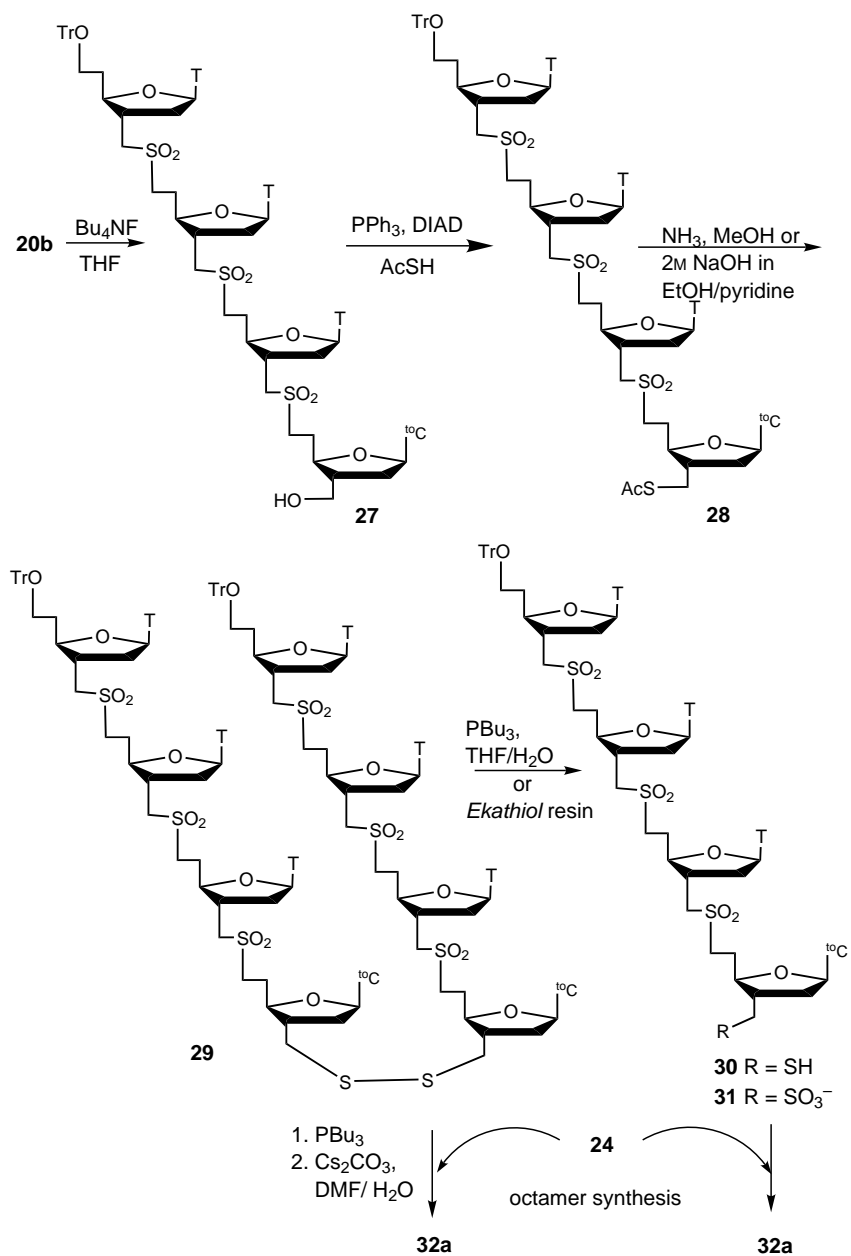 TrO
T
O
SO₂
T
O
SO₂
T
O
SO₂
toC
O
HO
27
20b
Bu₄NF
THF
PPh₃, DIAD
AcSH
TrO
T
O
SO₂
T
O
SO₂
T
O
SO₂
toC
O
AcS
28
NH₃, MeOH or
2M NaOH in
EtOH/pyridine
TrO
T
O
SO₂
T
O
SO₂
T
O
SO₂
toC
O
S
29
TrO
T
O
SO₂
T
O
SO₂
T
O
SO₂
toC
O
S
PBu₃,
THF/H₂O
or
Ekathiol resin
TrO
T
O
SO₂
T
O
SO₂
T
O
SO₂
toC
O
R
30 R = SH
31 R = SO₃⁻
1. PBu₃
2. Cs₂CO₃,
DMF/ H₂O
24
octamer synthesis
32a
32a